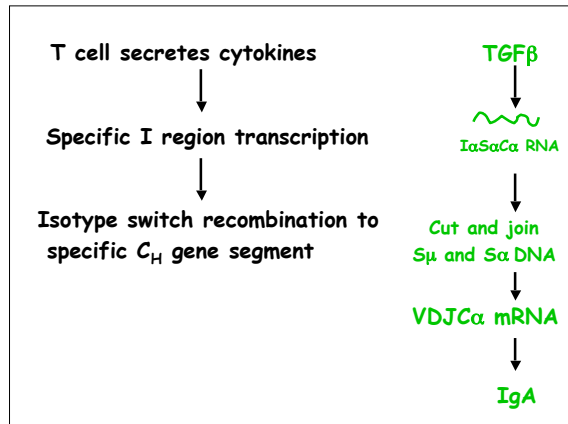 T cell secretes cytokines
Specific I region transcription
Isotype switch recombination to
specific C_H gene segment
TGFβ
IαSαCα RNA
Cut and join
Sμ and Sα DNA
VDJCα mRNA
IgA